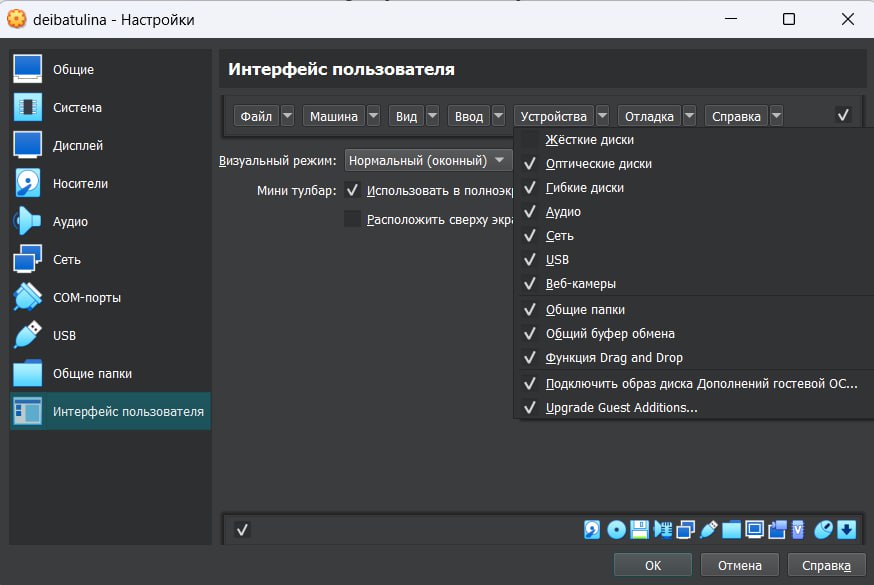 deibatulina - Настройки
Общие
Система
Дисплей
Носители
Аудио
Сеть
COM-порты
USB
Общие папки
Интерфейс пользователя
Интерфейс пользователя
Файл Машина Вид Ввод Устройства Отладка Справка
Визуальный режим: Нормальный (оконный)
Мини тулбар: Использовать в полноэк
Расположить сверху экра
Жёсткие диски
Оптические диски
Гибкие диски
Аудио
Сеть
USB
Веб-камеры
Общие папки
Общий буфер обмена
Функция Drag and Drop
Подключить образ диска Дополнений гостевой ОС...
Upgrade Guest Additions...
OK Отмена Справка